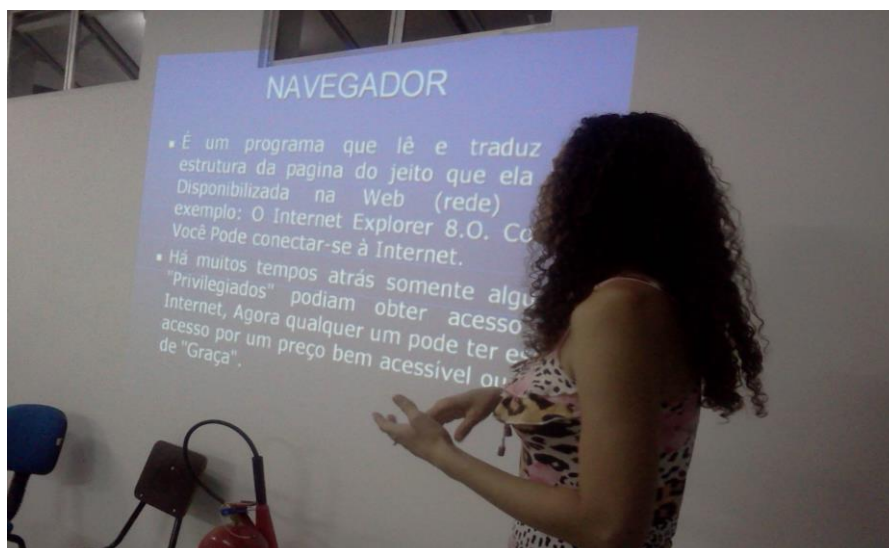 NAVEGADOR
▪ É um programa que lê e traduz
estrutura da pagina do jeito que ela
Disponibilizada na Web (rede)
exemplo: O Internet Explorer 8.O. Co
Você Pode conectar-se à Internet.
▪ Há muitos tempos atrás somente algu
"Privilegiados" podiam obter acesso
Internet, Agora qualquer um pode ter es
acesso por um preço bem acessível ou
de "Graça".